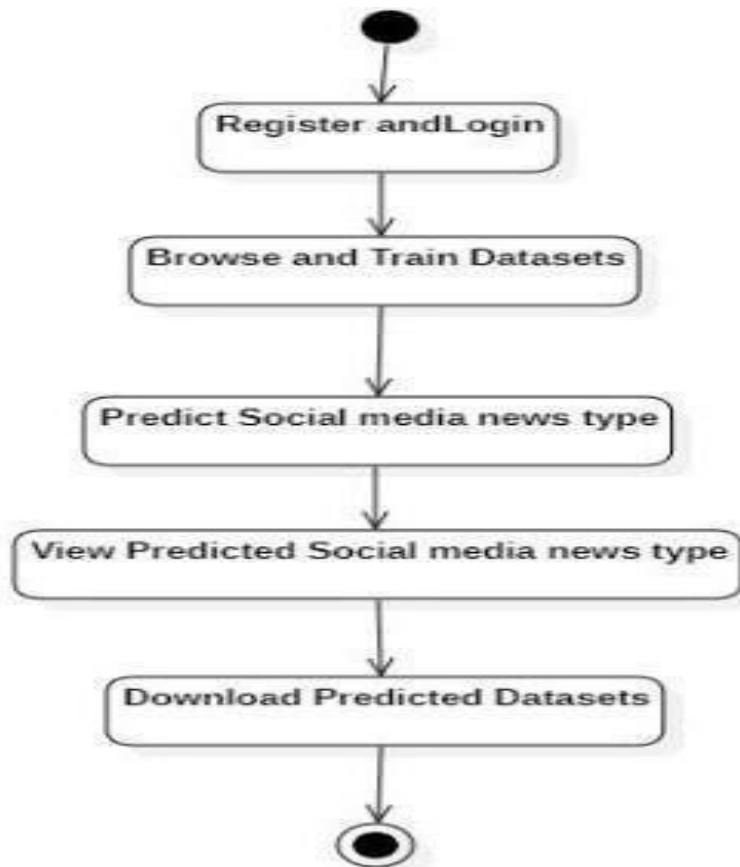 Register andLogin
Browse and Train Datasets
Predict Social media news type
View Predicted Social media news type
Download Predicted Datasets